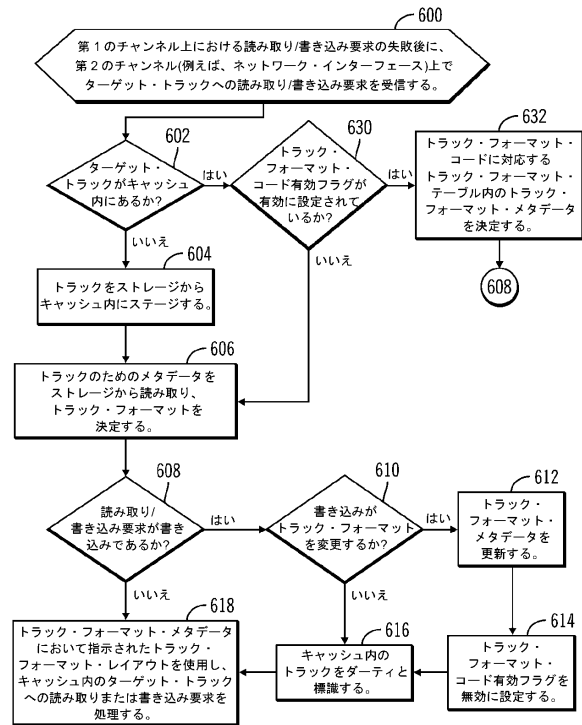 600
第1のチャンネル上における読み取り/書き込み要求の失敗後に、
第2のチャンネル(例えば、ネットワーク・インターフェース)上で
ターゲット・トラックへの読み取り/書き込み要求を受信する。
602
ターゲット・
トラックがキャッシュ
内にあるか?
はい
いいえ
630
トラック・
フォーマット・
コード有効フラグが
有効に設定されて
いるか?
はい
いいえ
632
トラック・フォーマット・
コードに対応する
トラック・フォーマット・
テーブル内のトラック・
フォーマット・メタデータ
を決定する。
608
604
トラックをストレージから
キャッシュ内にステージする。
606
トラックのためのメタデータを
ストレージから読み取り、
トラック・フォーマットを
決定する。
608
読み取り/
書き込み要求が書き
込みであるか?
はい
いいえ
610
書き込みが
トラック・フォーマット
を変更するか?
はい
いいえ
612
トラック・
フォーマット・
メタデータを
更新する。
614
トラック・
フォーマット・
コード有効フラグを
無効に設定する。
616
キャッシュ内の
トラックをダーティと
標識する。
618
トラック・フォーマット・メタデータ
において指示されたトラック・
フォーマット・レイアウトを使用し、
キャッシュ内のターゲット・トラック
への読み取りまたは書き込み要求を
処理する。